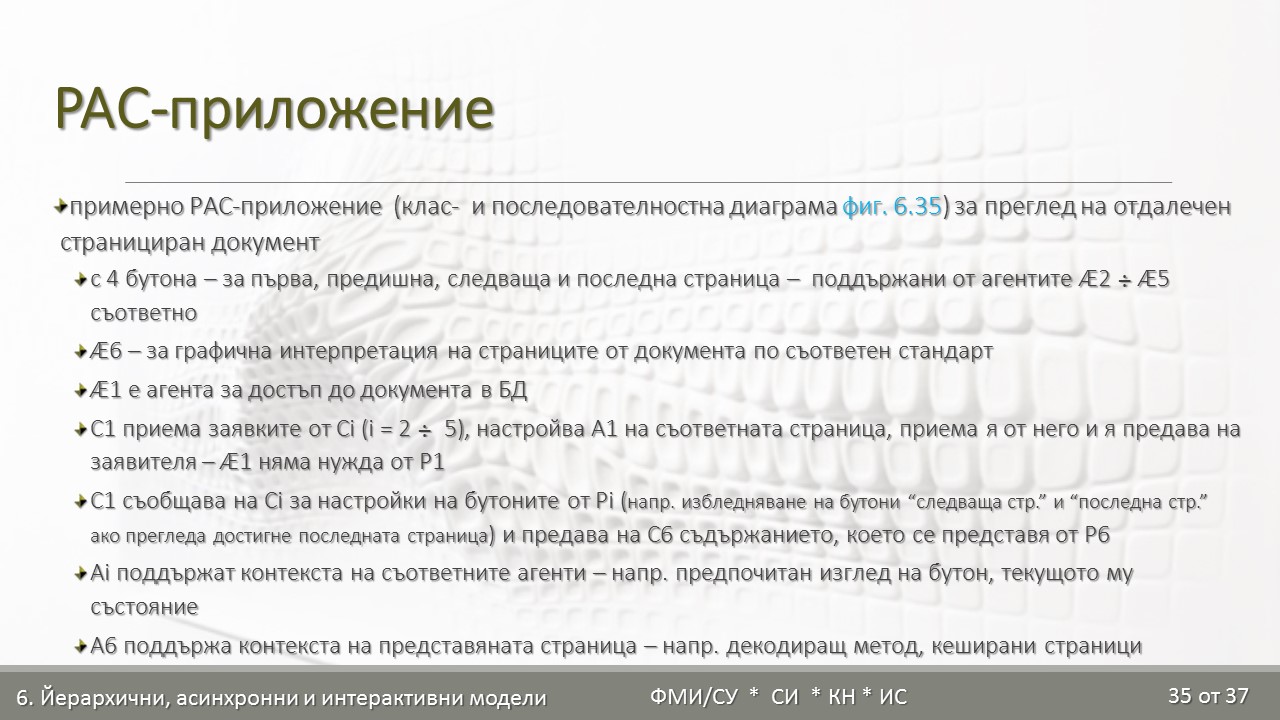 PAC-приложение
примерно PAC-приложение (клас- и последователностна диаграма фиг. 6.35) за преглед на отдалечен
странициран документ
с 4 бутона – за първа, предишна, следваща и последна страница – поддържани от агентите Æ2 ÷ Æ5
съответно
Æ6 – за графична интерпретация на страниците от документа по съответен стандарт
Æ1 е агента за достъп до документа в БД
C1 приема заявките от Ci (i = 2 ÷ 5), настройва A1 на съответната страница, приема я от него и я предава на
заявителя – Æ1 няма нужда от P1
C1 съобщава на Ci за настройки на бутоните от Pi (напр. избледняване на бутони “следваща стр.” и “последна стр.”
ако прегледа достигне последната страница) и предава на C6 съдържанието, което се представя от P6
Ai поддържат контекста на съответните агенти – напр. предпочитан изглед на бутон, текущото му
състояние
A6 поддържа контекста на представяната страница – напр. декодиращ метод, кеширани страници
6. Йерархични, асинхронни и интерактивни модели
ФМИ/СУ * СИ * КН * ИС
35 от 37